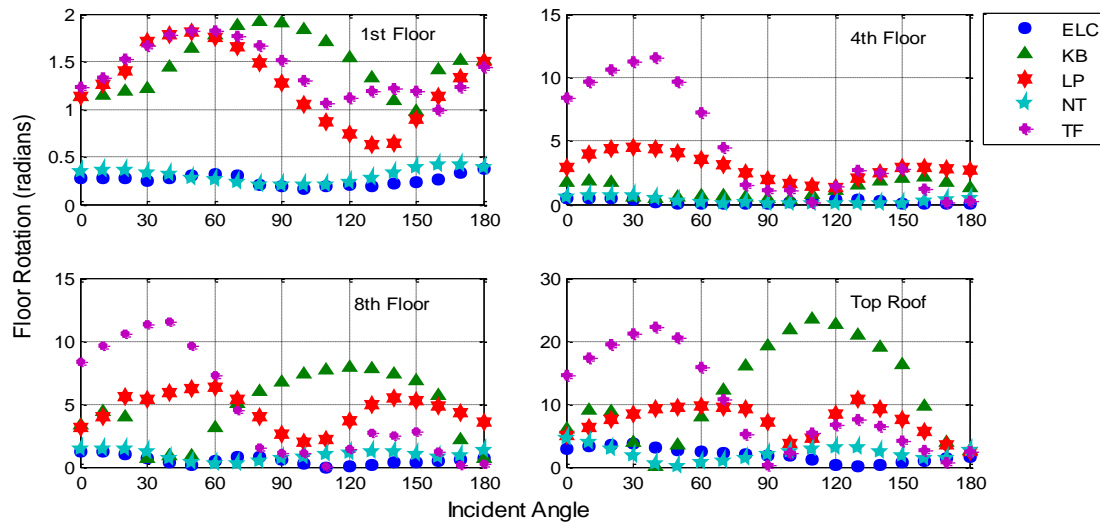 2
1.5
1
0.5
0
0 30 60 90 120 150 180
1st Floor
15
10
5
0
0 30 60 90 120 150 180
4th Floor
ELC
KB
LP
NT
TF
Floor Rotation (radians)
15
10
5
0
0 30 60 90 120 150 180
8th Floor
30
20
10
0
0 30 60 90 120 150 180
Top Roof
Incident Angle